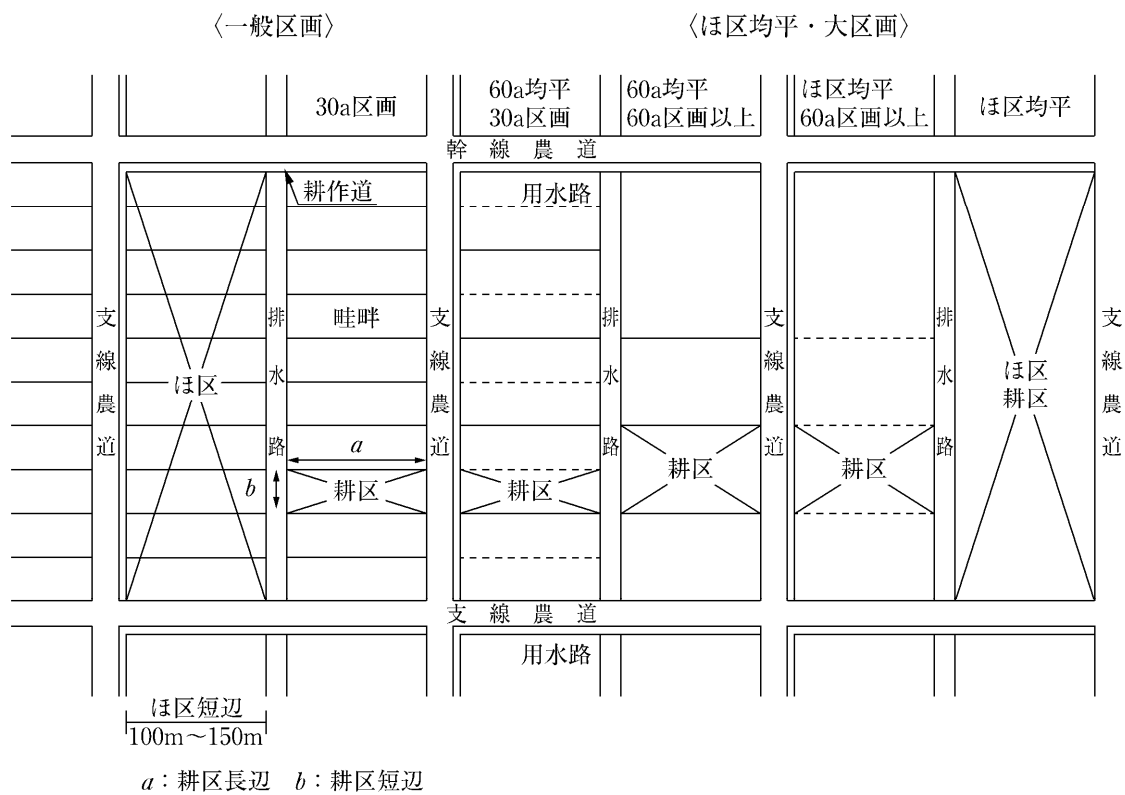 〈一般区画〉
〈ほ区均平・大区画〉
30a区画
60a均平
30a区画
60a均平
60a区画以上
ほ区均平
60a区画以上
ほ区均平
幹線農道
耕作道
用水路
支線農道
ほ区
排水路
畦畔
支線農道
排水路
支線農道
排水路
ほ区
耕区
支線農道
a
b
耕区
耕区
耕区
耕区
支線農道
用水路
ほ区短辺
100m～150m
a：耕区長辺 b：耕区短辺